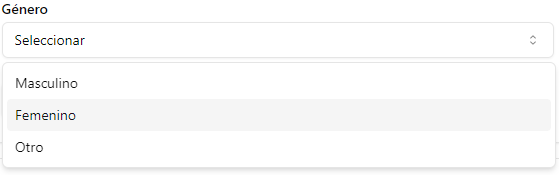 Género
Seleccionar
Masculino
Femenino
Otro